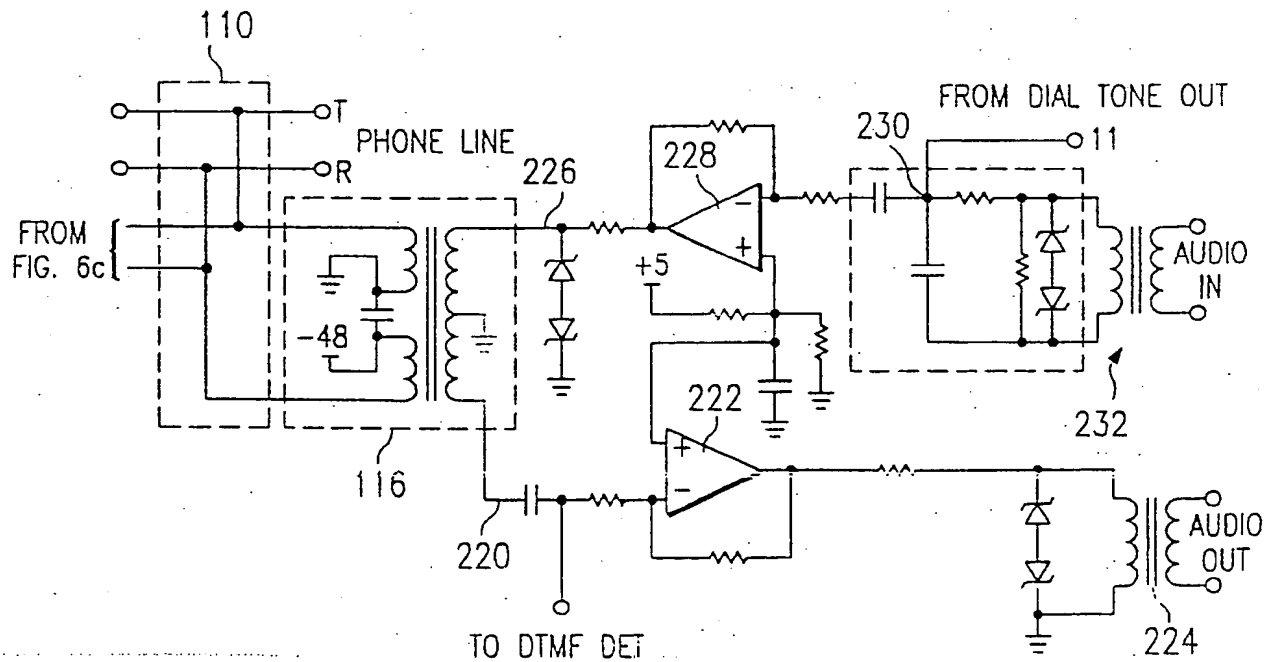 110
T
R
PHONE LINE
FROM
FIG. 6c
226
-48
116
220
TO DTMF DET
228
-
+
+5
222
+
-
230
FROM DIAL TONE OUT
11
AUDIO
IN
232
AUDIO
OUT
224